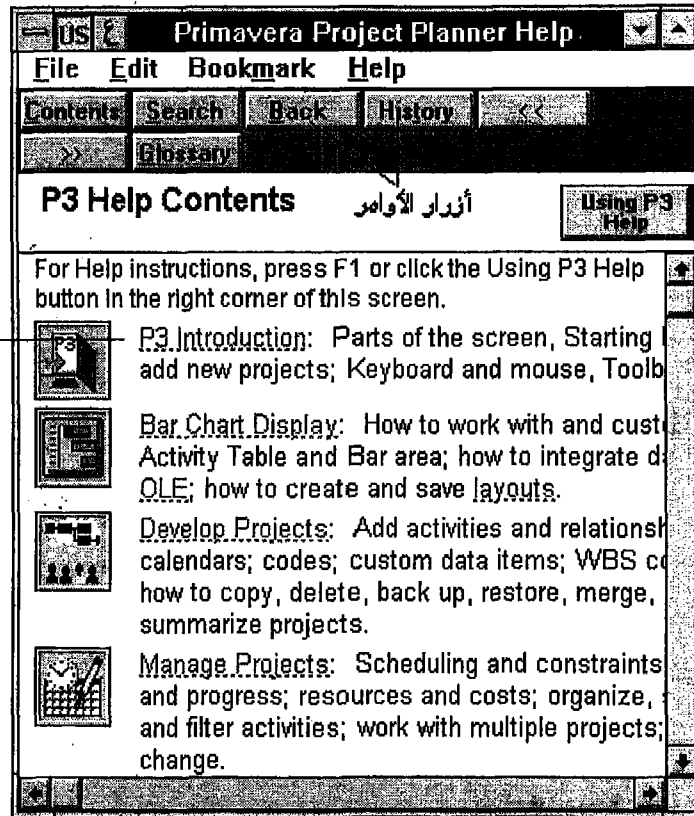 US Primavera Project Planner Help
File Edit Bookmark Help
Contents Search Back History <<
>> Glossary
P3 Help Contents أزرار الأوامر Using P3
Help
For Help instructions, press F1 or click the Using P3 Help
button in the right corner of this screen.
P3
P3 Introduction: Parts of the screen, Starting
add new projects; Keyboard and mouse, Toolb
Bar Chart Display: How to work with and cust
Activity Table and Bar area; how to integrate d
OLE; how to create and save layouts.
Develop Projects: Add activities and relationsh
calendars; codes; custom data items; WBS co
how to copy, delete, back up, restore, merge,
summarize projects.
Manage Projects: Scheduling and constraints
and progress; resources and costs; organize,
and filter activities; work with multiple projects;
change.